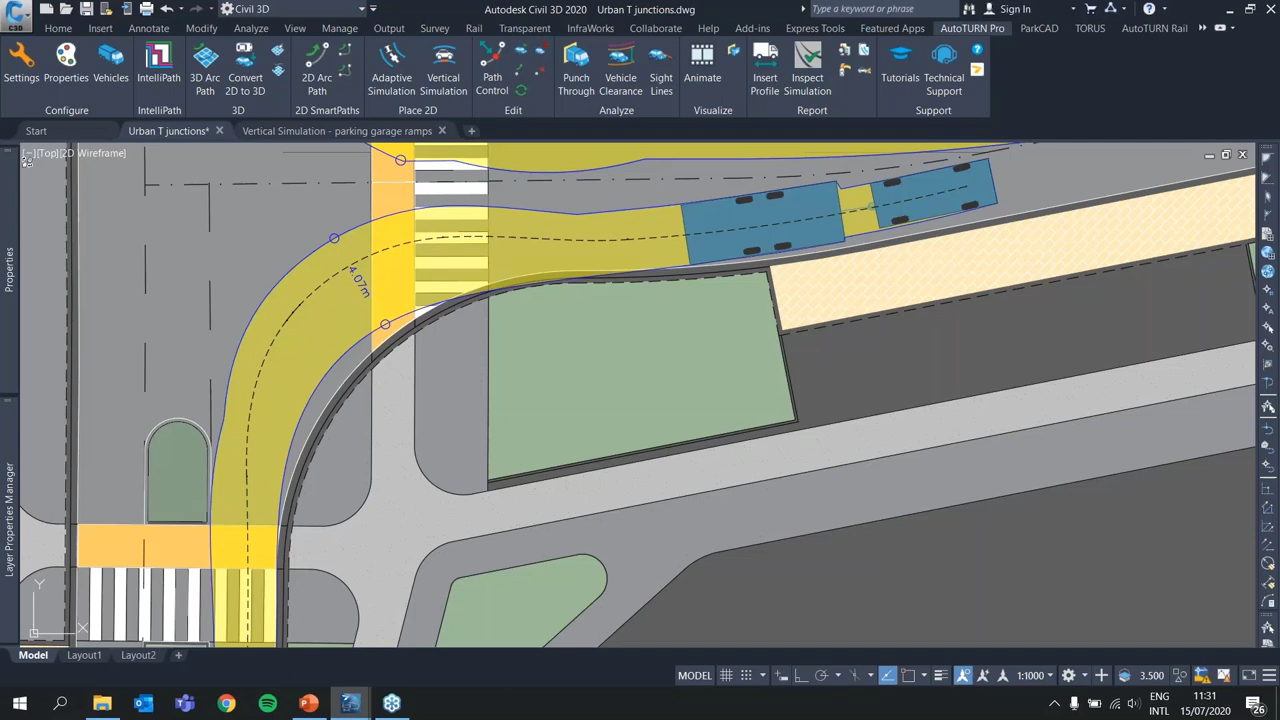 C3D
Civil 3D
Autodesk Civil 3D 2020 Urban T junctions.dwg
Type a keyword or phrase
Sign In
Home Insert Annotate Modify Analyze View Manage Output Survey Rail Transparent InfraWorks Collaborate Help Add-ins Express Tools Featured Apps AutoTURN Pro ParkCAD TORUS AutoTURN Rail
Settings Properties Vehicles IntelliPath 3D Arc Path Convert 2D to 3D 2D Arc Path Adaptive Simulation Vertical Simulation Path Control Punch Through Vehicle Clearance Sight Lines Animate Insert Profile Inspect Simulation Tutorials Technical Support
Configure IntelliPath 3D 2D SmartPaths Place 2D Edit Analyze Visualize Report Support
Start Urban T junctions* Vertical Simulation - parking garage ramps
[−][Top][2D Wireframe]
Properties
4.07m
Layer Properties Manager
Y
X
Model Layout1 Layout2
MODEL 1:1000 3.500
ENG
INTL
11:31
15/07/2020
26